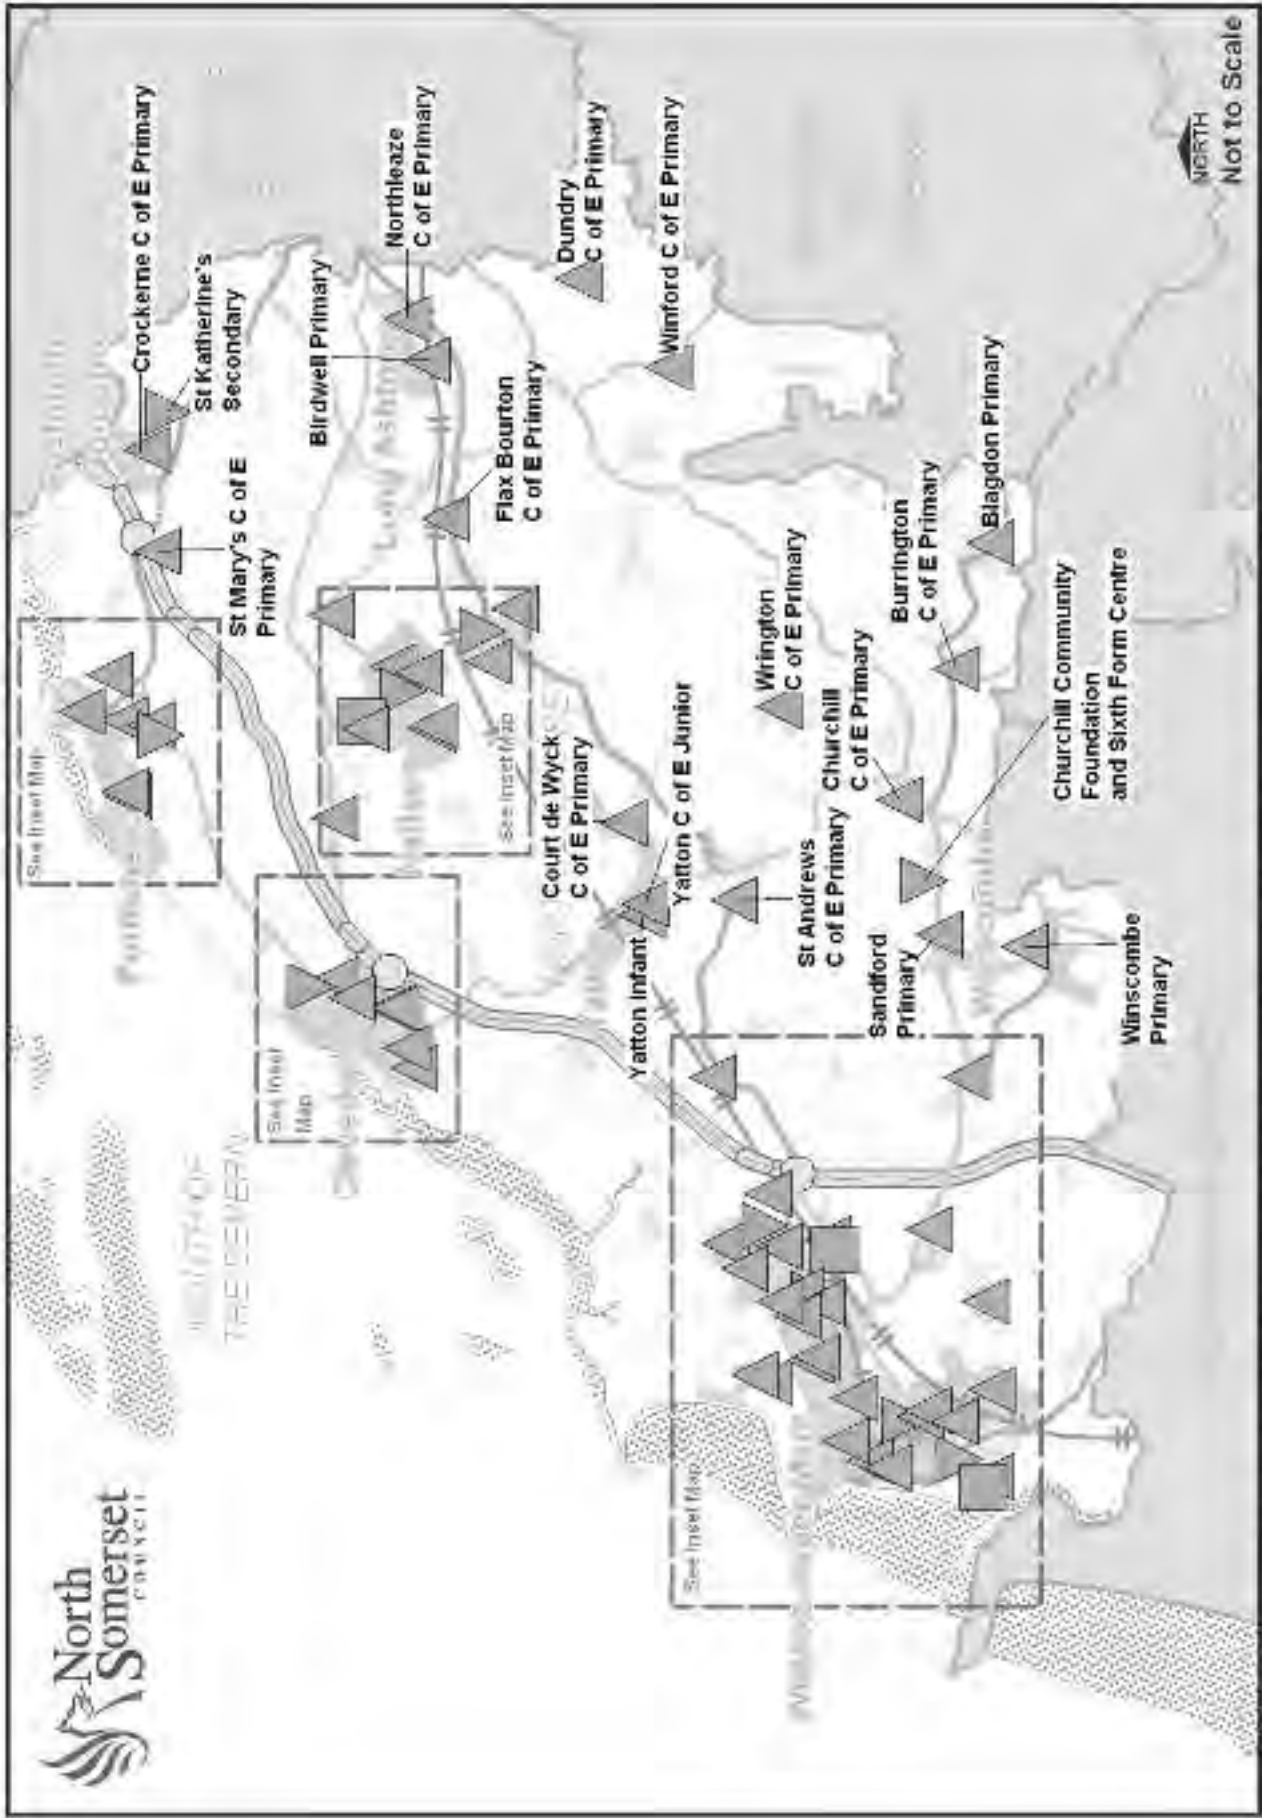 North
Somerset
COUNCIL
MOUTH OF
THE SEVERN
See Inset Map
Crockerne C of E Primary
St Katherine's
Secondary
St Mary's C of E
Primary
See Inset
Map
Birdwell Primary
Northleaze
C of E Primary
Long Ashton
Flax Bourton
C of E Primary
See Inset Map
Dundry
C of E Primary
Winford C of E Primary
Court de Wyck
C of E Primary
Yatton C of E Junior
Yatton Infant
Wrington
C of E Primary
St Andrews
C of E Primary
Churchill
C of E Primary
Burrington
C of E Primary
Blagdon Primary
Sandford
Primary
Churchill Community
Foundation
and Sixth Form Centre
Winscombe
Primary
See Inset Map
NORTH
Not to Scale